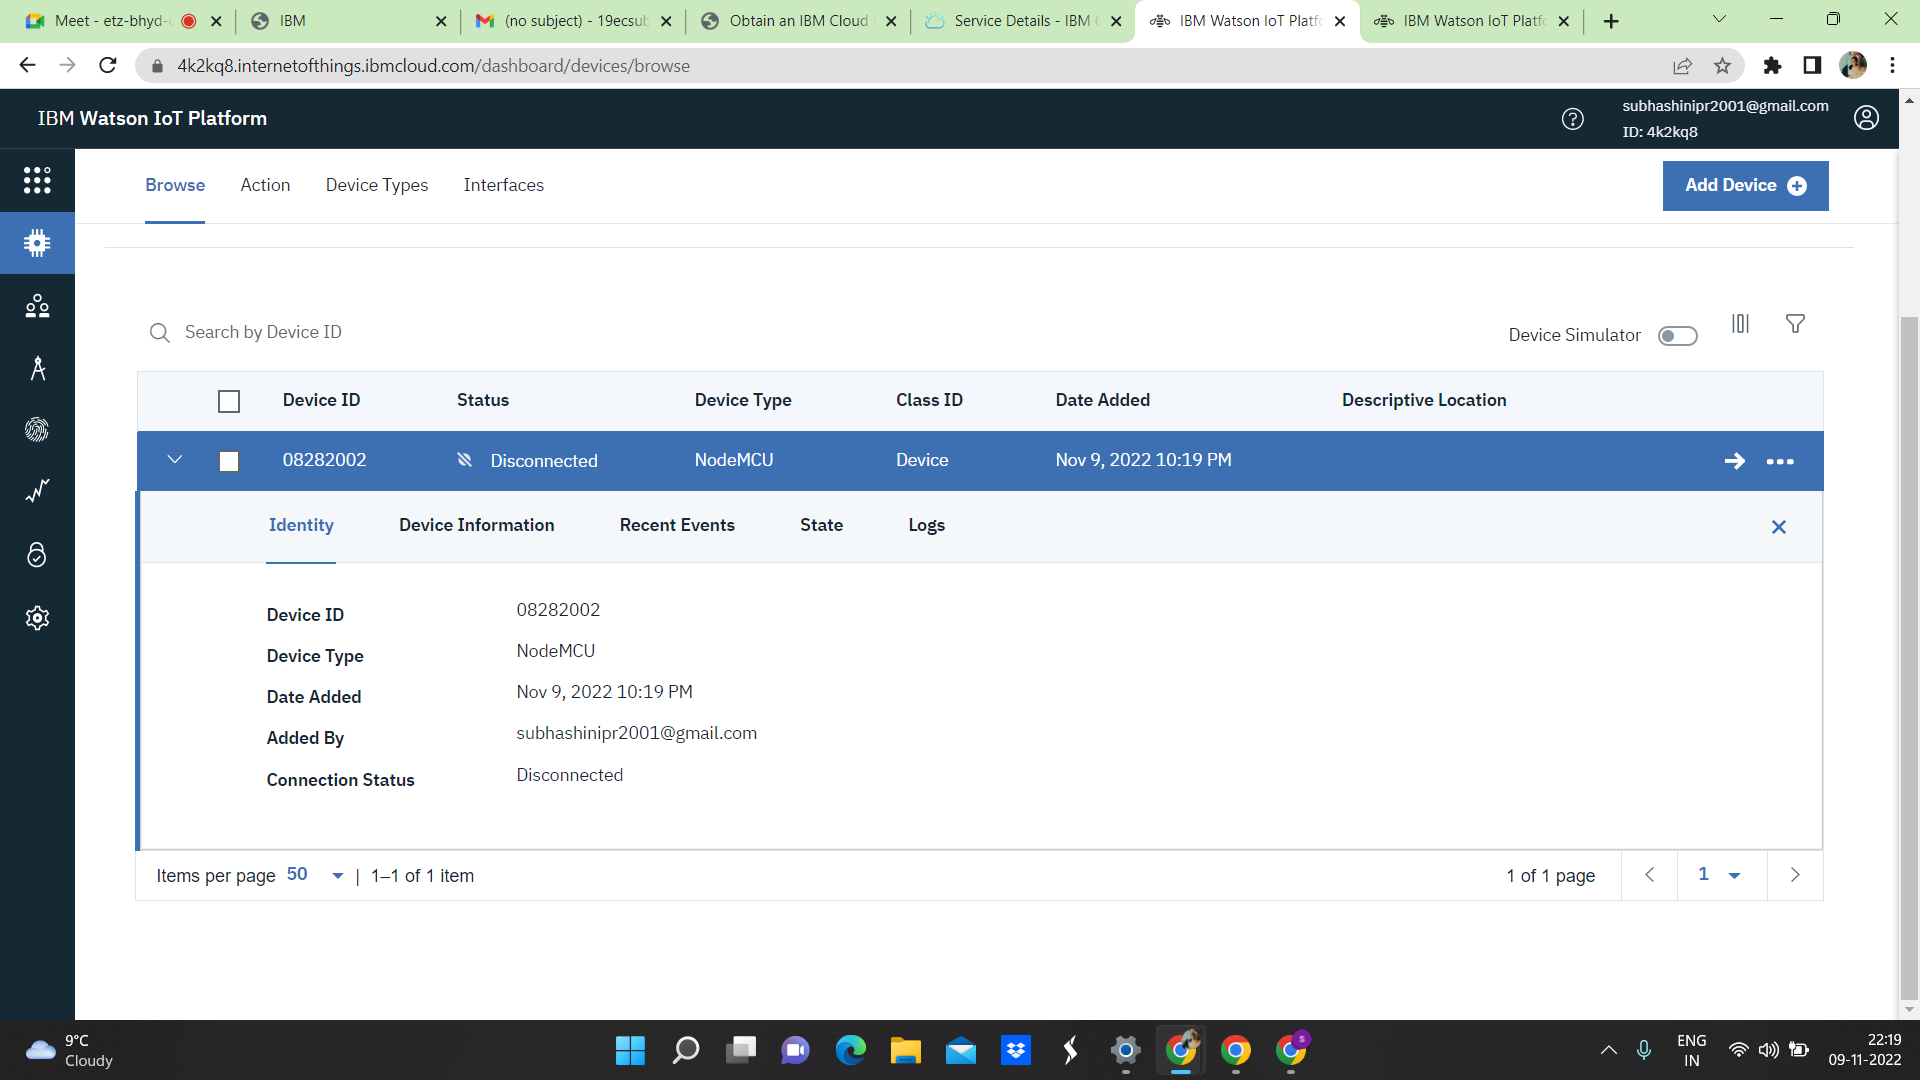 Meet - etz-bhyd-
IBM
(no subject) - 19ecsub
Obtain an IBM Cloud
Service Details - IBM
IBM Watson IoT Platfo
IBM Watson IoT Platfo
4k2kq8.internetofthings.ibmcloud.com/dashboard/devices/browse
IBM Watson IoT Platform
subhashinipr2001@gmail.com
ID: 4k2kq8
Browse Action Device Types Interfaces
Add Device
Search by Device ID
Device Simulator
Device ID Status Device Type Class ID Date Added Descriptive Location
08282002 Disconnected NodeMCU Device Nov 9, 2022 10:19 PM
Identity Device Information Recent Events State Logs
Device ID 08282002
Device Type NodeMCU
Date Added Nov 9, 2022 10:19 PM
Added By subhashinipr2001@gmail.com
Connection Status Disconnected
Items per page 50 | 1–1 of 1 item
1 of 1 page 1
9°C
Cloudy
ENG
IN
22:19
09-11-2022